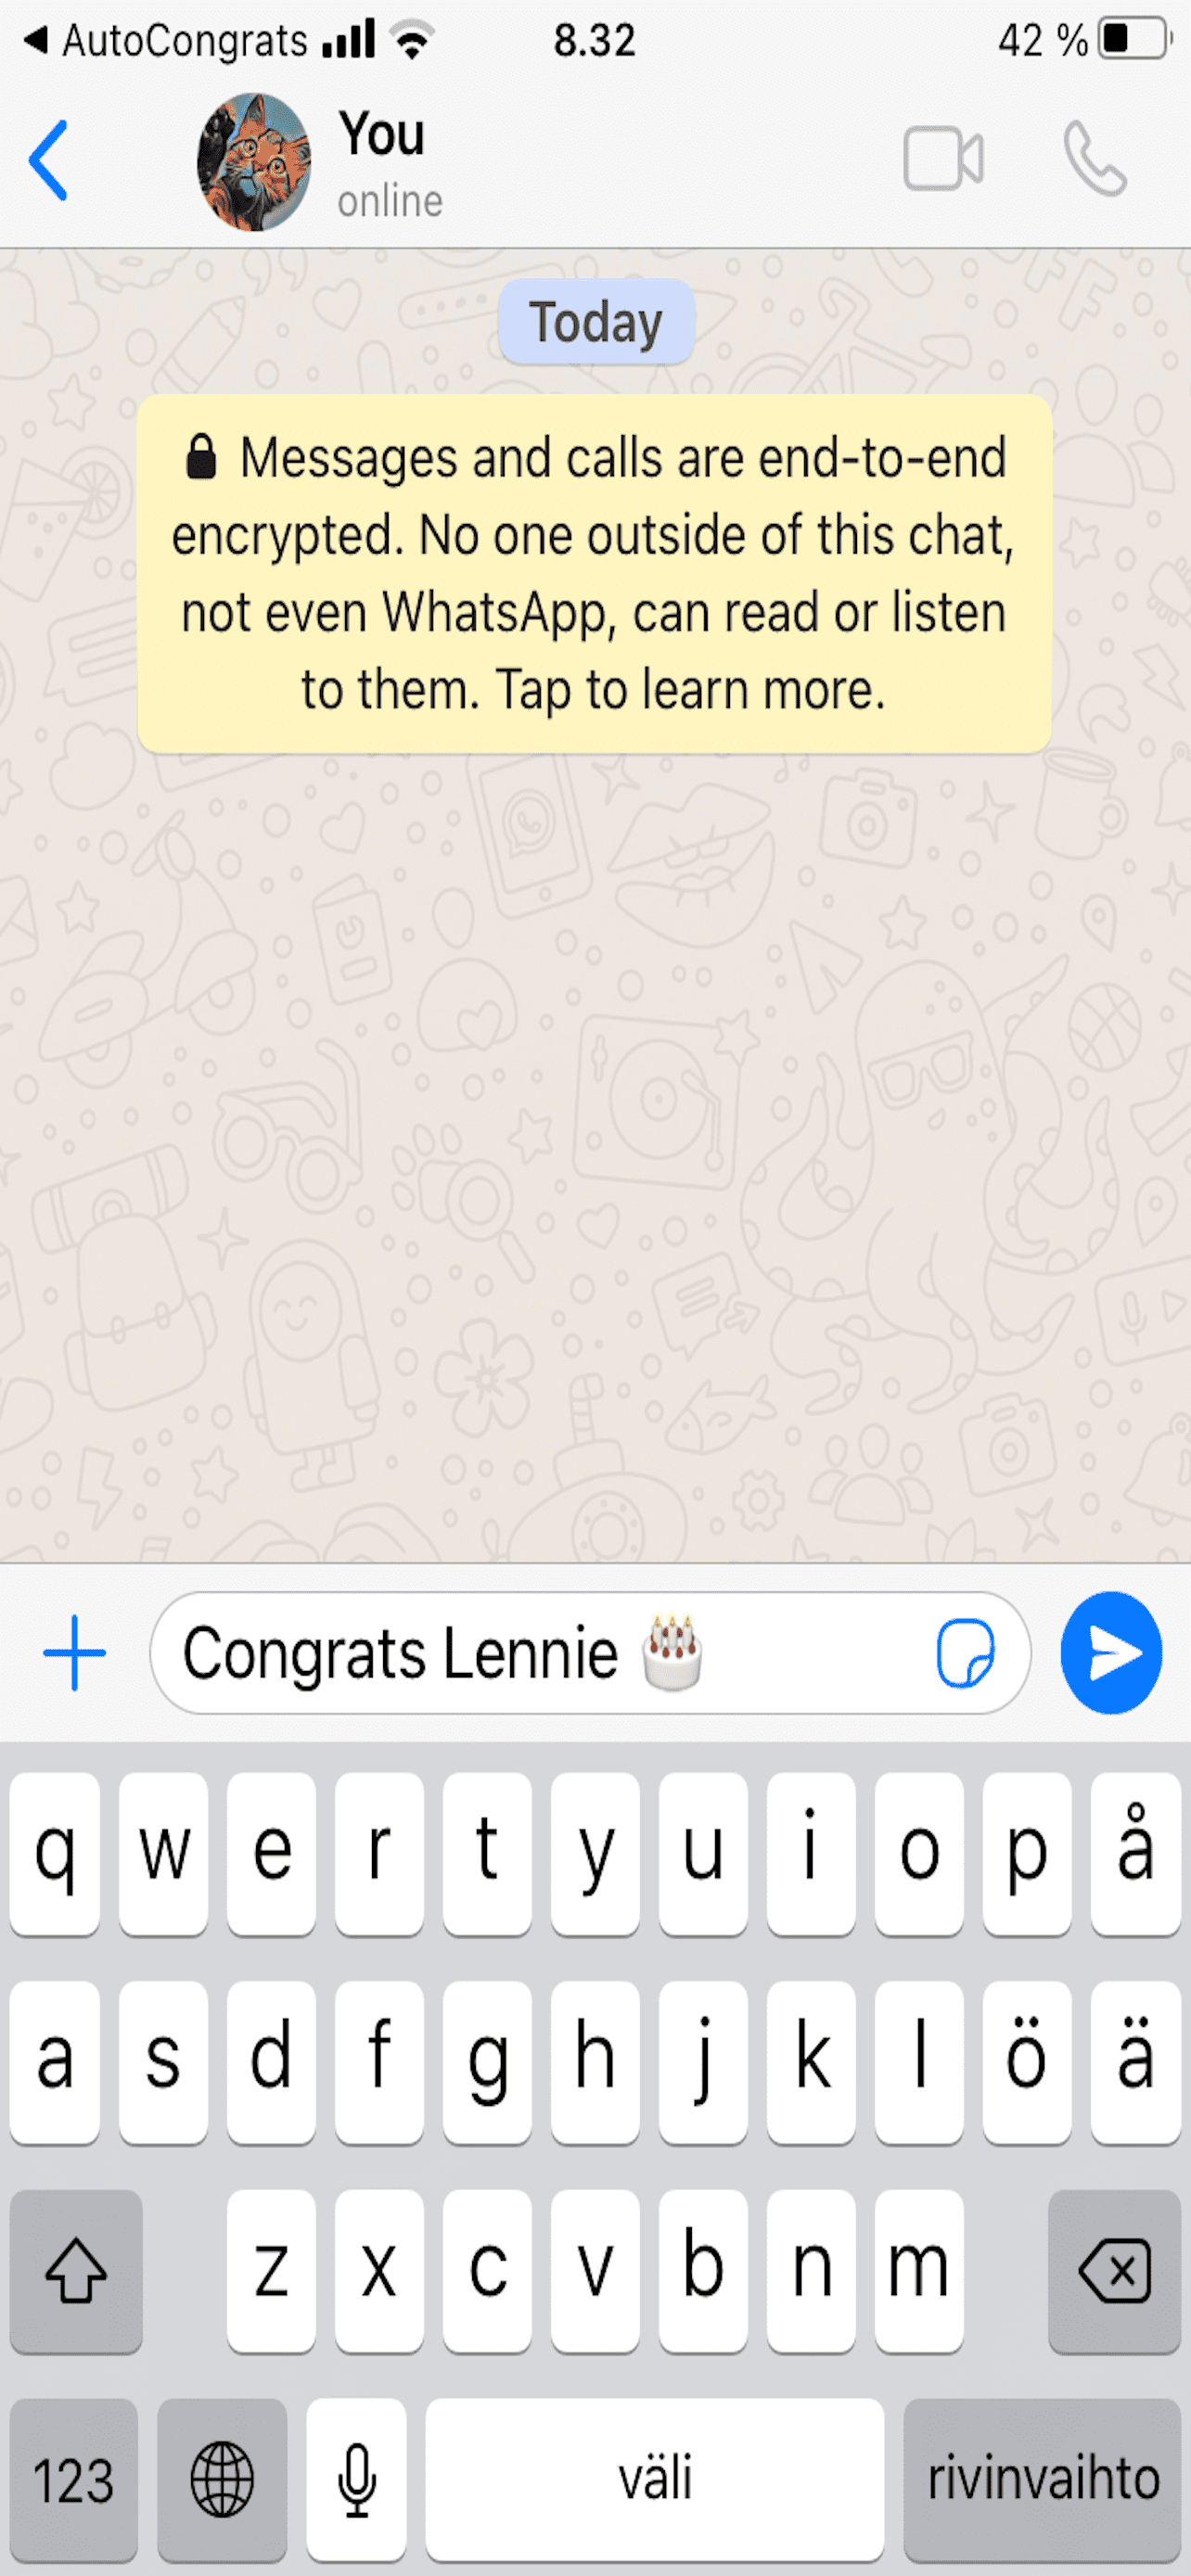 AutoCongrats 8.32 42 %
You
online
Today
Messages and calls are end-to-end
encrypted. No one outside of this chat,
not even WhatsApp, can read or listen
to them. Tap to learn more.
Congrats Lennie 🎂
q w e r t y u i o p å
a s d f g h j k l ö ä
z x c v b n m
123 väli rivinvaihto